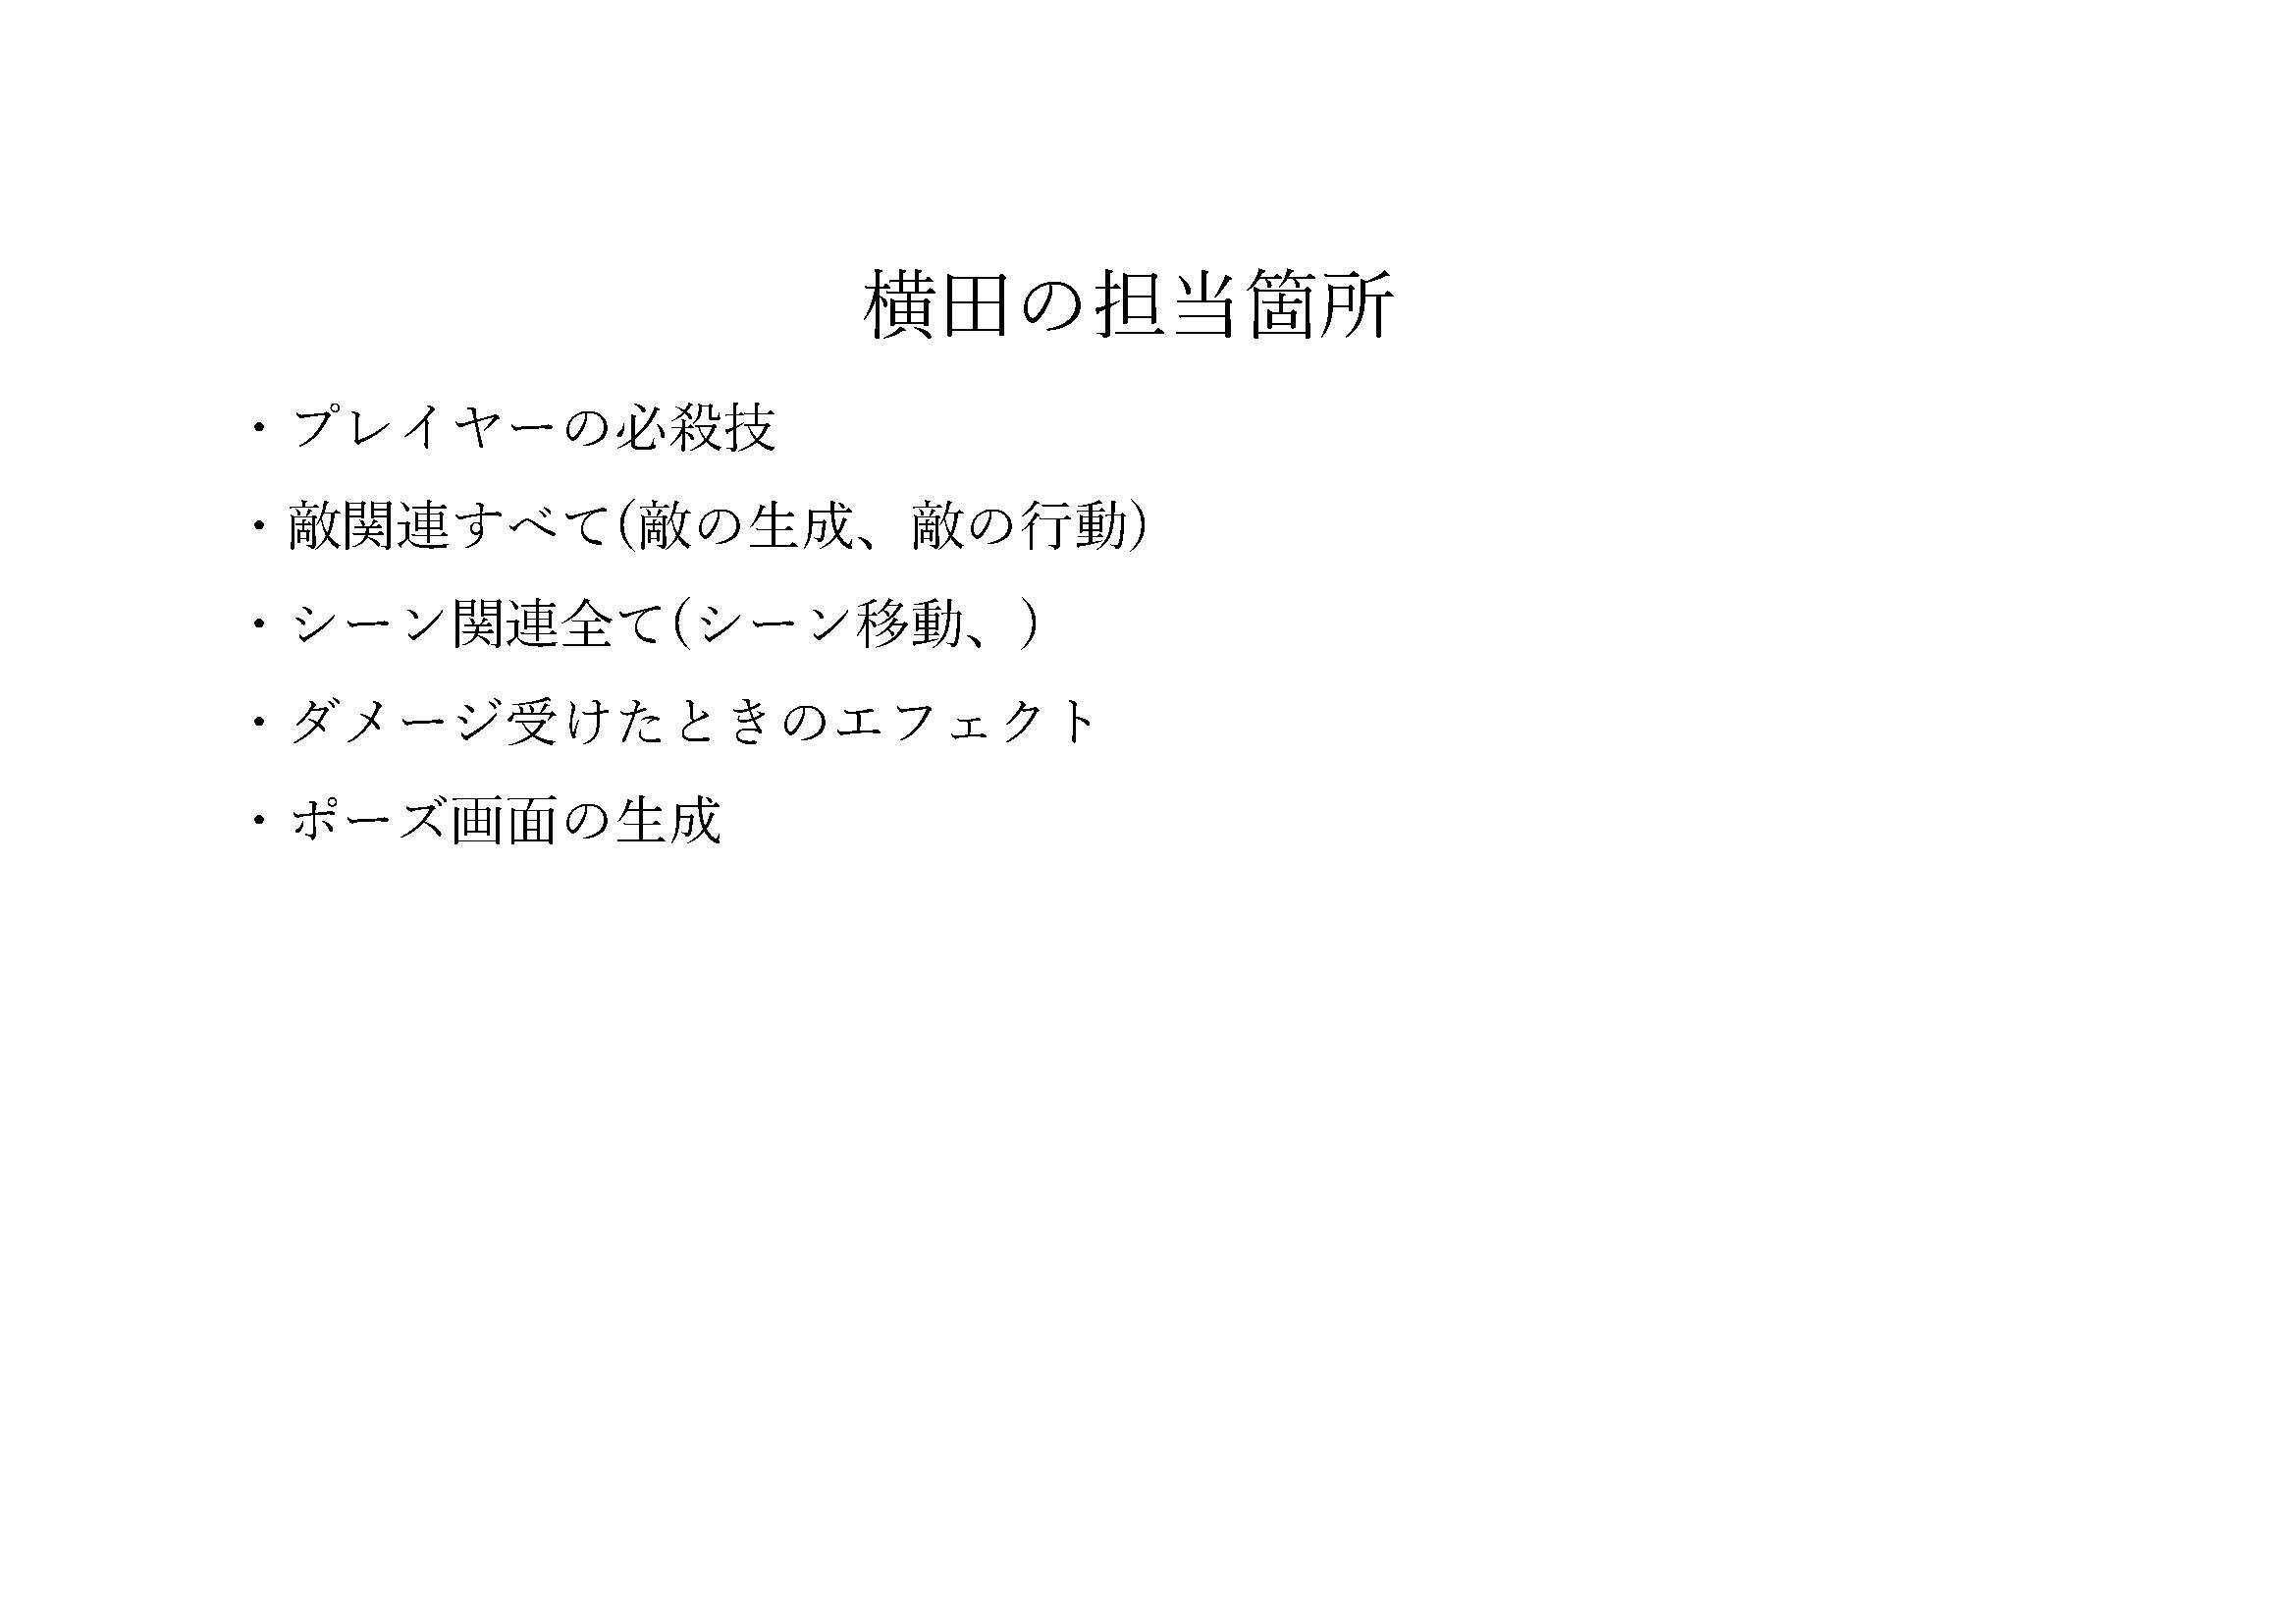 横田の担当箇所
・プレイヤーの必殺技
・敵関連すべて(敵の生成、敵の行動)
・シーン関連全て(シーン移動、)
・ダメージ受けたときのエフェクト
・ポーズ画面の生成